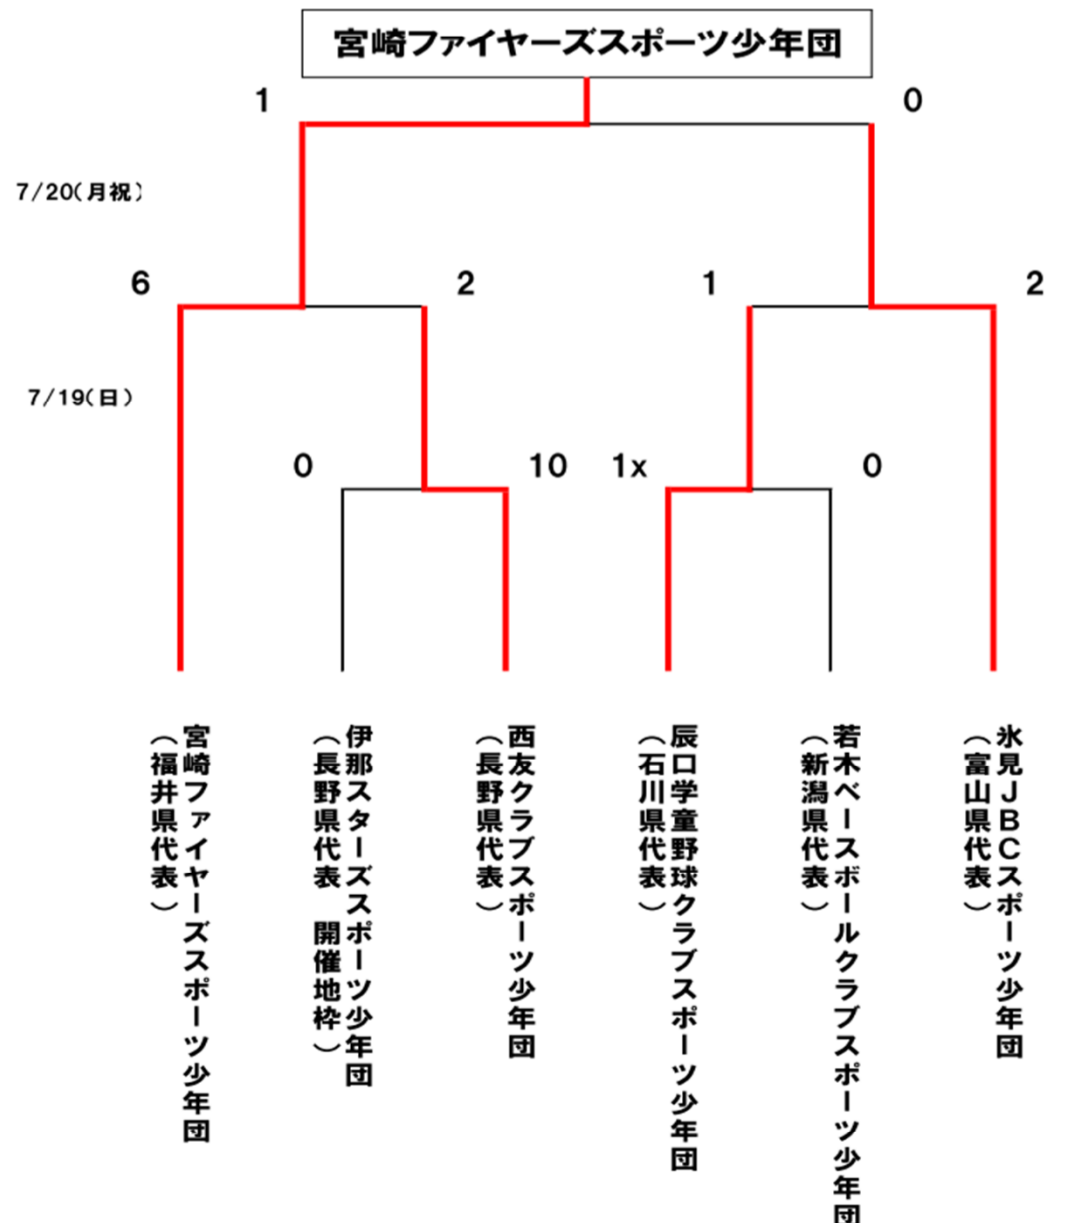 宮崎ファイヤーズスポーツ少年団
1
0
7/20(月祝)
6
2
1
2
7/19(日)
0
10
1x
0
宮崎ファイヤーズスポーツ少年団
(福井県代表)
伊那スターズスポーツ少年団
(長野県代表　開催地枠)
西友クラブスポーツ少年団
(長野県代表)
辰口学童野球クラブスポーツ少年団
(石川県代表)
若木ベースボールクラブスポーツ少年団
(新潟県代表)
氷見JBCスポーツ少年団
(富山県代表)